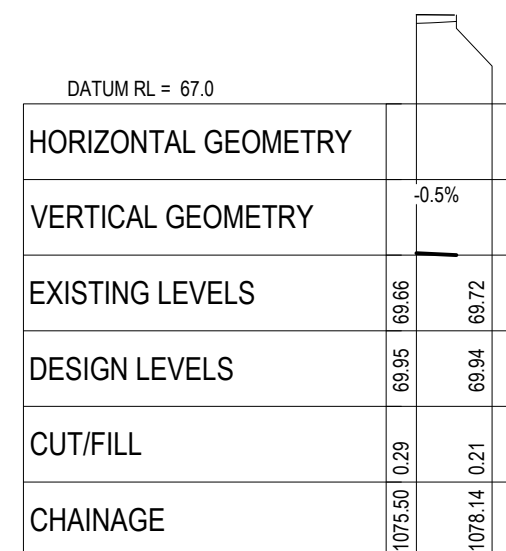 DATUM RL = 67.0
HORIZONTAL GEOMETRY
VERTICAL GEOMETRY -0.5%
EXISTING LEVELS 69.66 69.72
DESIGN LEVELS 69.95 69.94
CUT/FILL 0.29 0.21
CHAINAGE 1075.50 1078.14